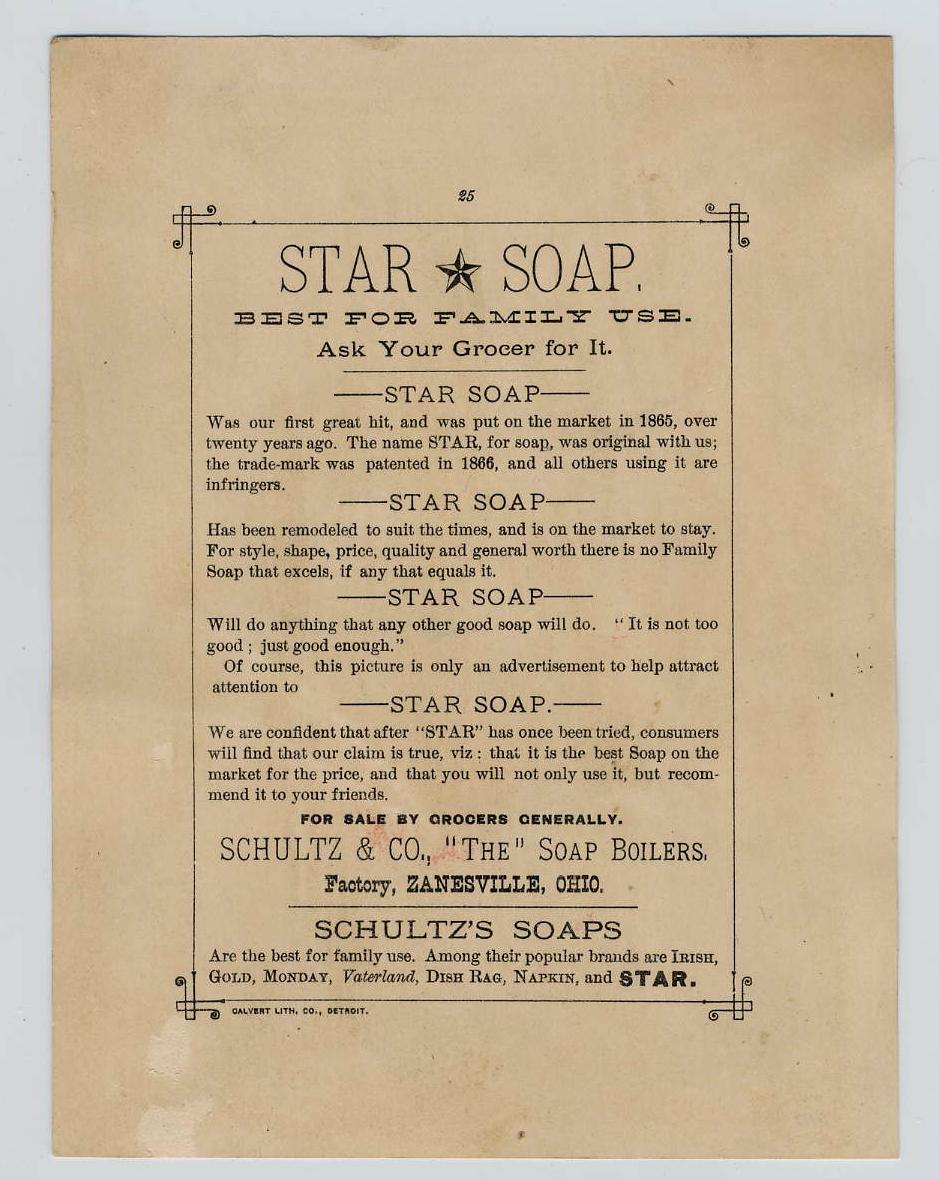 25
STAR ★ SOAP.
BEST FOR FAMILY USE.
Ask Your Grocer for It.
——STAR SOAP——
Was our first great hit, and was put on the market in 1865, over
twenty years ago. The name STAR, for soap, was original with us;
the trade-mark was patented in 1866, and all others using it are
infringers.
——STAR SOAP——
Has been remodeled to suit the times, and is on the market to stay.
For style, shape, price, quality and general worth there is no Family
Soap that excels, if any that equals it.
——STAR SOAP——
Will do anything that any other good soap will do. “ It is not too
good ; just good enough.”
Of course, this picture is only an advertisement to help attract
attention to
——STAR SOAP.——
We are confident that after “STAR” has once been tried, consumers
will find that our claim is true, viz : that it is the best Soap on the
market for the price, and that you will not only use it, but recom-
mend it to your friends.
FOR SALE BY GROCERS GENERALLY.
SCHULTZ & CO., "THE" SOAP BOILERS.
Factory, ZANESVILLE, OHIO.
SCHULTZ’S SOAPS
Are the best for family use. Among their popular brands are IRISH,
GOLD, MONDAY, Vaterland, DISH RAG, NAPKIN, and STAR.
CALVERT LITH, CO., DETROIT.